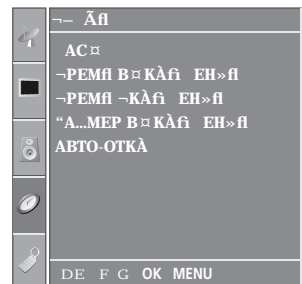 ¬– Ãﬂ
AC¤
¬PEMﬂ B¤KÀﬁ EH»ﬂ
¬PEMﬂ ¬KÀﬁ EH»ﬂ
“A...MEP B¤KÀﬁ EH»ﬂ
ABTO-OTKÀ
DE F G OK MENU